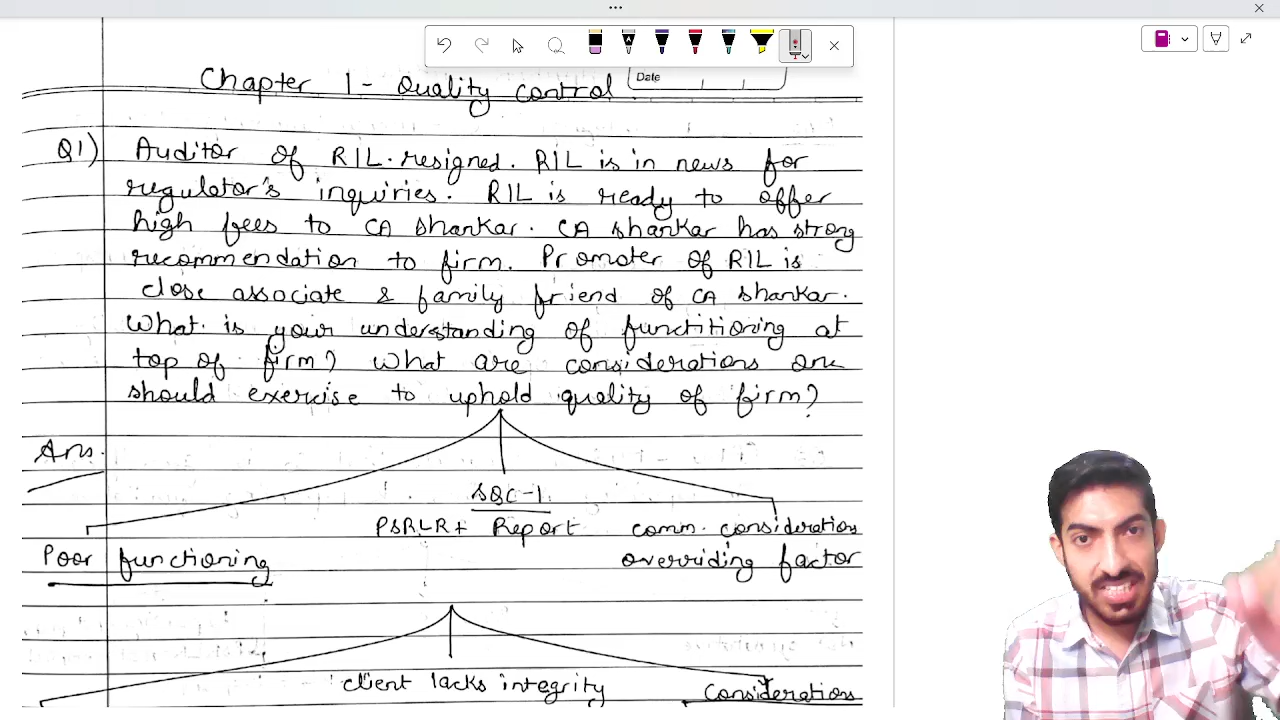 Date
Chapter 1 - Quality control
Q1) Auditor of RIL resigned. RIL is in news for
regulator's inquiries. RIL is ready to offer
high fees to CA Shankar. CA Shankar has strong
recommendation to firm. Promoter of RIL is
close associate & family friend of CA Shankar.
What is your understanding of functitioning at
top of firm? What are considerations one
should exercise to uphold quality of firm?
Ans.
SQC-1
PSRLR+ Report comm. consideration
Poor functioning overriding factor
client lacks integrity considerations